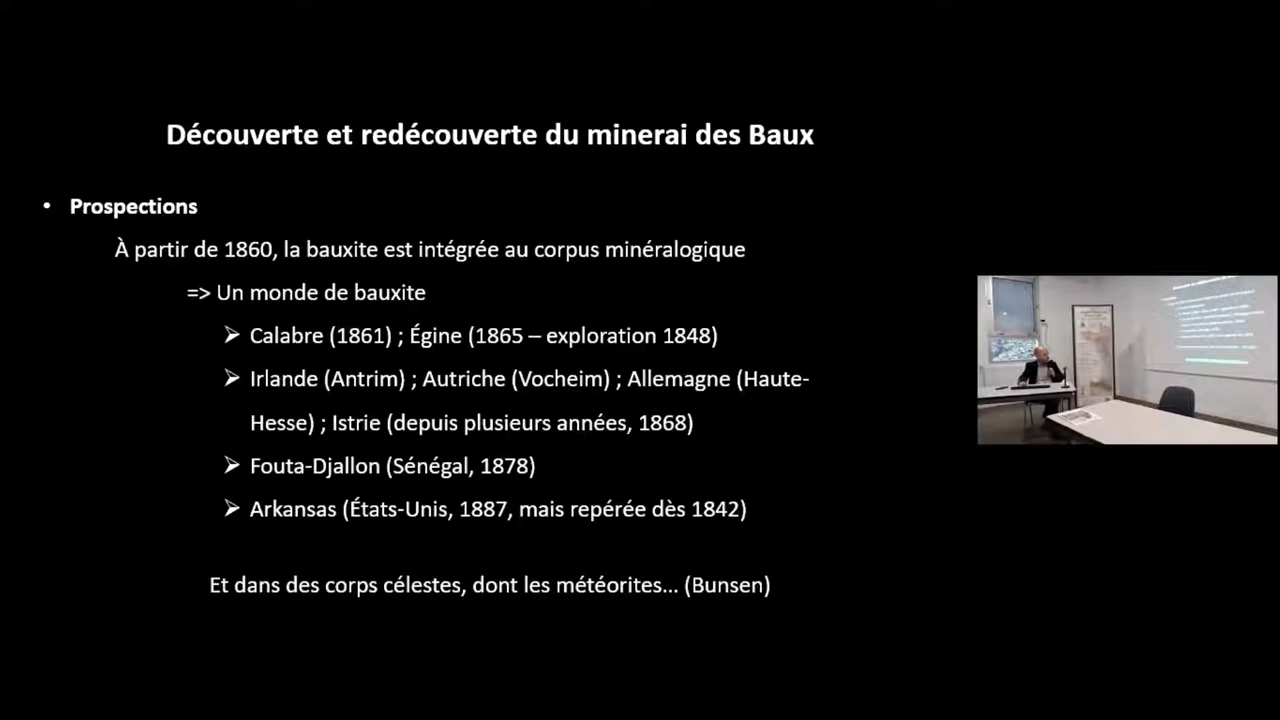 Découverte et redécouverte du minerai des Baux
• Prospections
À partir de 1860, la bauxite est intégrée au corpus minéralogique
=> Un monde de bauxite
➢ Calabre (1861) ; Égine (1865 – exploration 1848)
➢ Irlande (Antrim) ; Autriche (Vocheim) ; Allemagne (Haute-
Hesse) ; Istrie (depuis plusieurs années, 1868)
➢ Fouta-Djallon (Sénégal, 1878)
➢ Arkansas (États-Unis, 1887, mais repérée dès 1842)
Et dans des corps célestes, dont les météorites... (Bunsen)